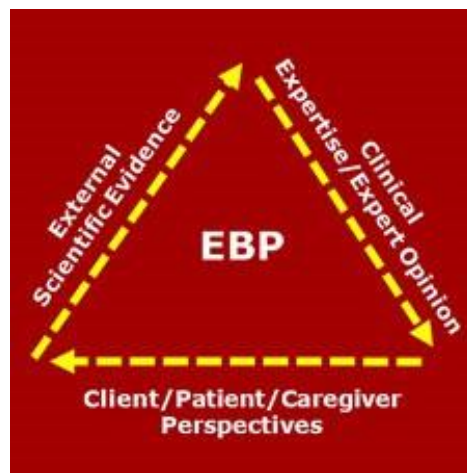 External
Scientific Evidence
Clinical
Expertise/Expert Opinion
EBP
Client/Patient/Caregiver
Perspectives